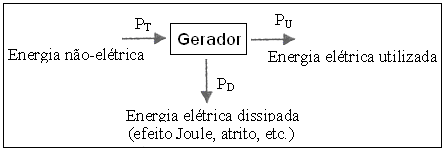 P_T
P_U
Gerador
Energia não-elétrica
Energia elétrica utilizada
P_D
Energia elétrica dissipada
(efeito Joule, atrito, etc.)